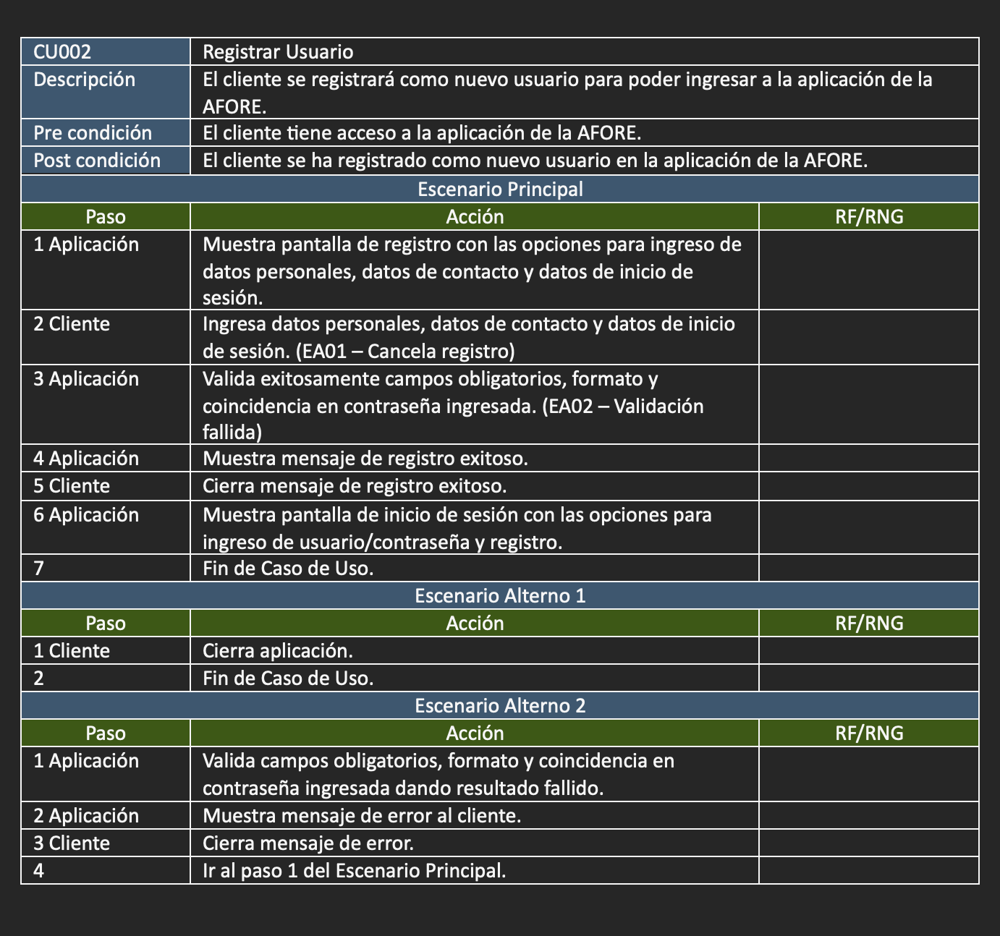 CU002
Registrar Usuario
Descripción
El cliente se registrará como nuevo usuario para poder ingresar a la aplicación de la
AFORE.
Pre condición
El cliente tiene acceso a la aplicación de la AFORE.
Post condición
El cliente se ha registrado como nuevo usuario en la aplicación de la AFORE.
Escenario Principal
Paso
Acción
RF/RNG
1 Aplicación
Muestra pantalla de registro con las opciones para ingreso de
datos personales, datos de contacto y datos de inicio de
sesión.
2 Cliente
Ingresa datos personales, datos de contacto y datos de inicio
de sesión. (EA01 – Cancela registro)
3 Aplicación
Valida exitosamente campos obligatorios, formato y
coincidencia en contraseña ingresada. (EA02 – Validación
fallida)
4 Aplicación
Muestra mensaje de registro exitoso.
5 Cliente
Cierra mensaje de registro exitoso.
6 Aplicación
Muestra pantalla de inicio de sesión con las opciones para
ingreso de usuario/contraseña y registro.
7
Fin de Caso de Uso.
Escenario Alterno 1
Paso
Acción
RF/RNG
1 Cliente
Cierra aplicación.
2
Fin de Caso de Uso.
Escenario Alterno 2
Paso
Acción
RF/RNG
1 Aplicación
Valida campos obligatorios, formato y coincidencia en
contraseña ingresada dando resultado fallido.
2 Aplicación
Muestra mensaje de error al cliente.
3 Cliente
Cierra mensaje de error.
4
Ir al paso 1 del Escenario Principal.